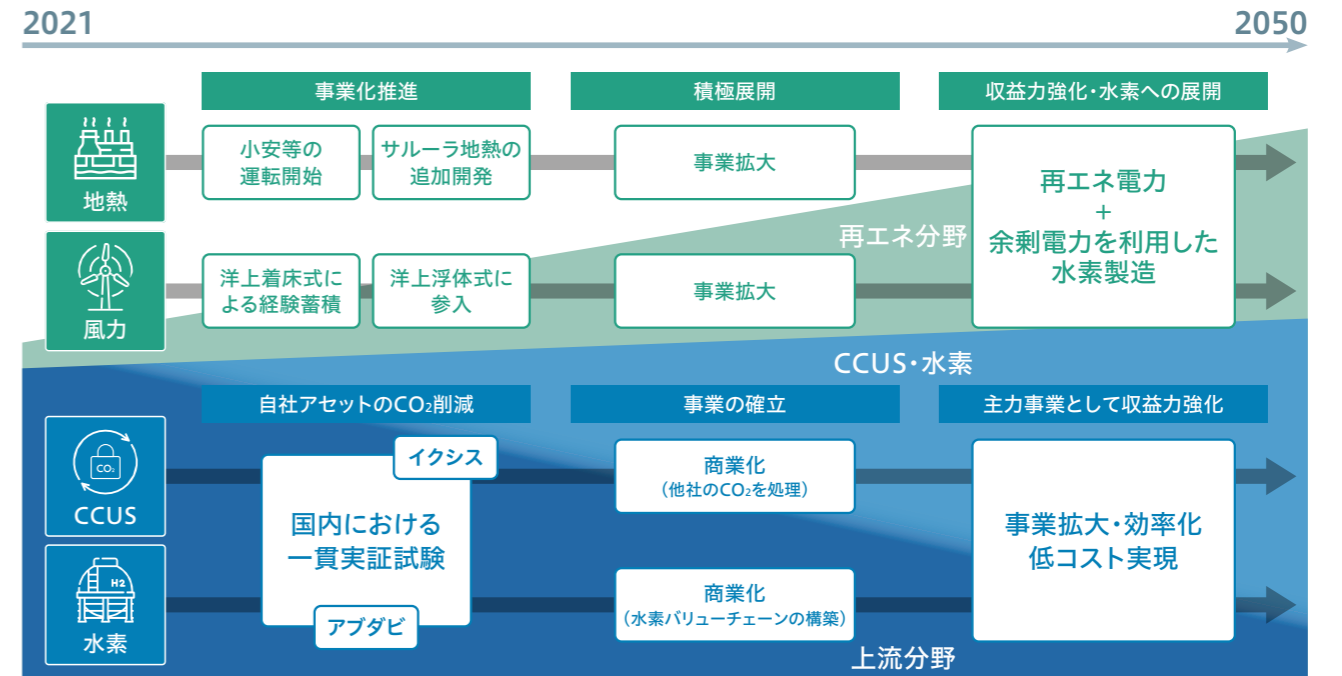 2021
2050
事業化推進
積極展開
収益力強化・水素への展開
地熱
小安等の
運転開始
サルーラ地熱の
追加開発
事業拡大
再エネ電力
+
余剰電力を利用した
水素製造
再エネ分野
風力
洋上着床式に
よる経験蓄積
洋上浮体式に
参入
事業拡大
CCUS・水素
自社アセットのCO₂削減
事業の確立
主力事業として収益力強化
CO₂
CCUS
イクシス
国内における
一貫実証試験
アブダビ
商業化
（他社のCO₂を処理）
事業拡大・効率化
低コスト実現
H2
水素
商業化
（水素バリューチェーンの構築）
上流分野